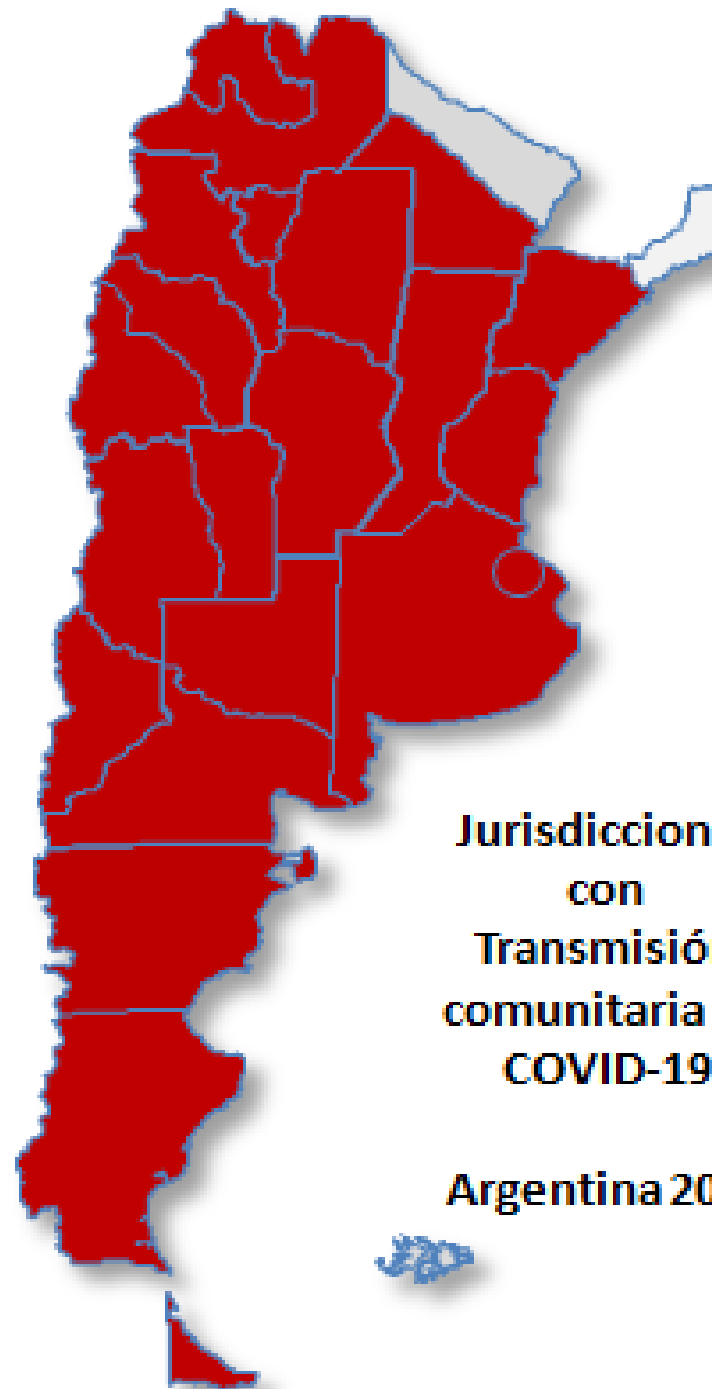 Jurisdiccion
con
Transmisió
comunitaria
COVID-19
Argentina 20